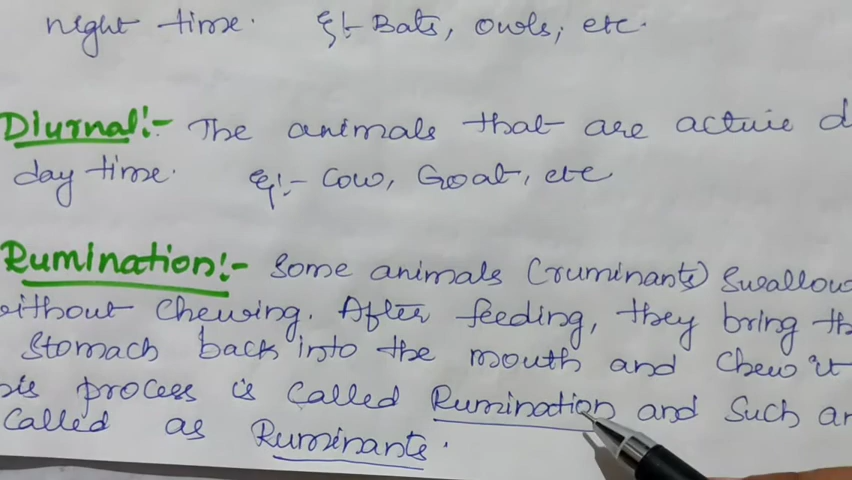 night time. Eg:- Bats, Owls, etc.
Diurnal:- The animals that are active d
day time. Eg:- Cow, Goat, etc
Rumination:- Some animals (ruminants) swallow
without chewing. After feeding, they bring th
stomach back into the mouth and chew it
is process is called Rumination and such an
called as Ruminants.